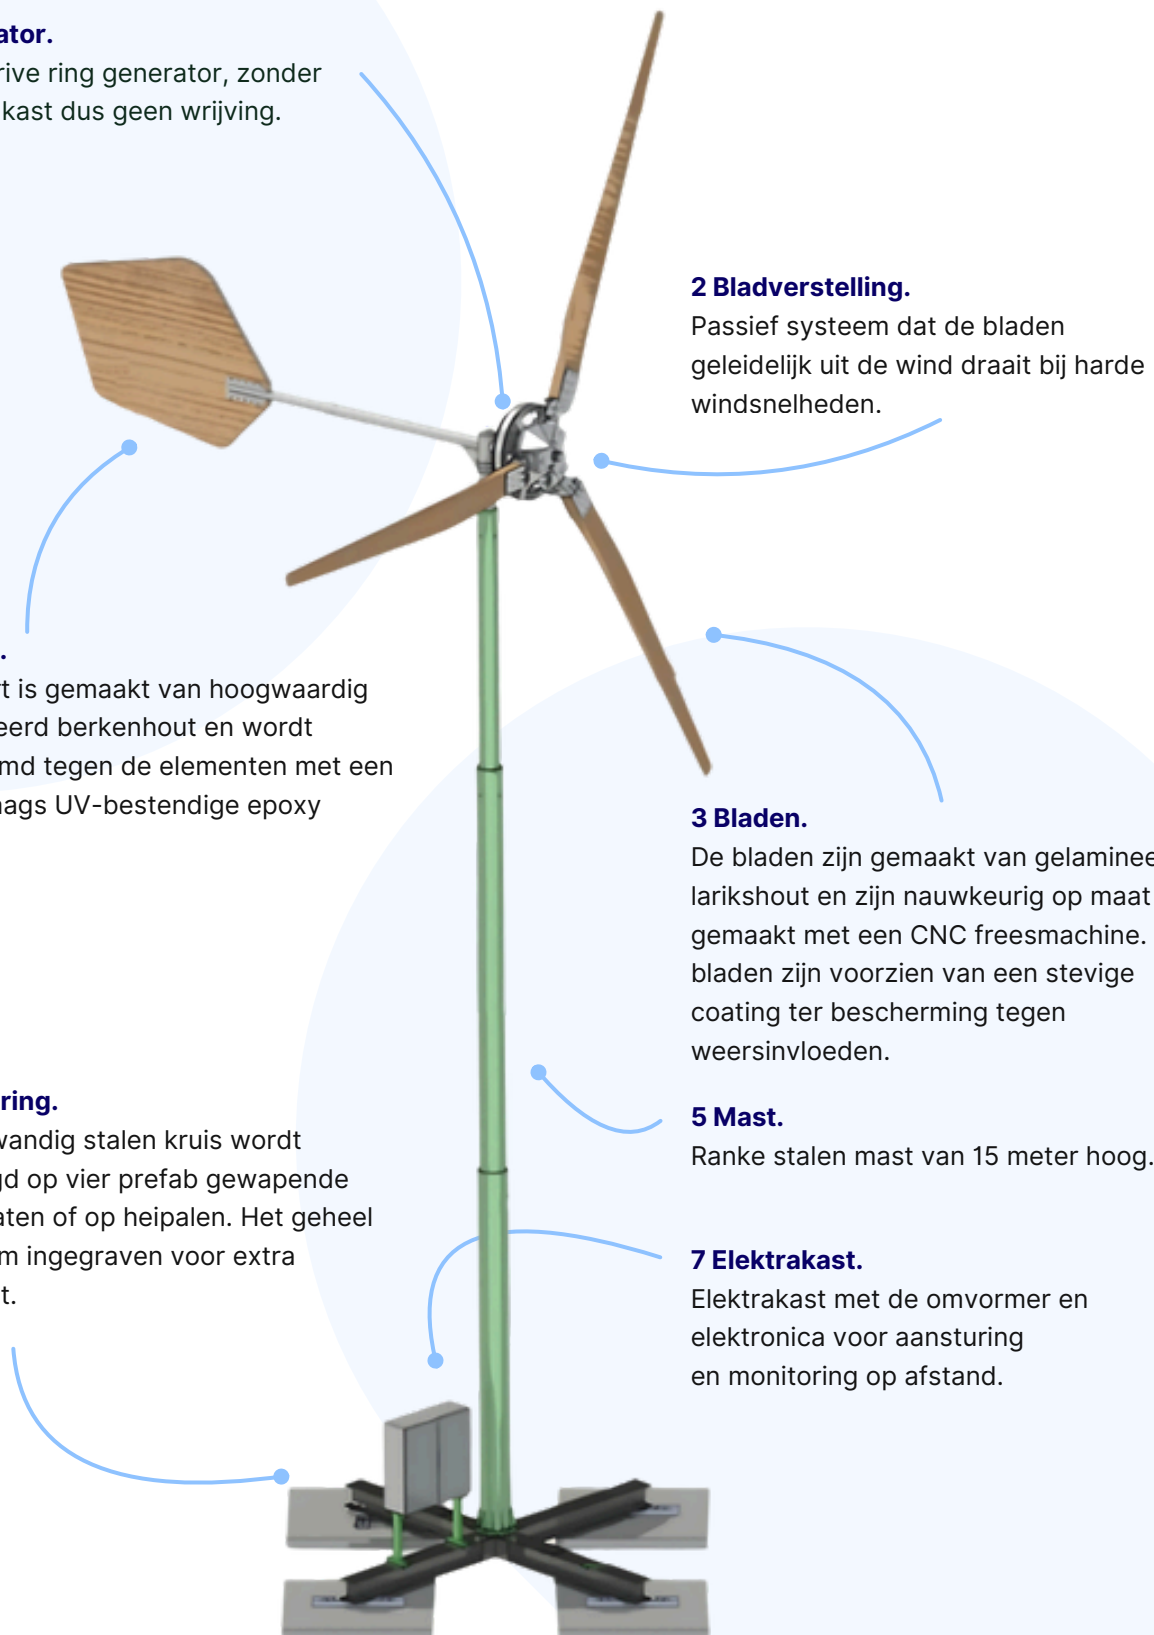 ator.
rive ring generator, zonder
kast dus geen wrijving.
2 Bladverstelling.
Passief systeem dat de bladen
geleidelijk uit de wind draait bij harde
windsnelheden.
.
t is gemaakt van hoogwaardig
eerd berkenhout en wordt
md tegen de elementen met een
aags UV-bestendige epoxy
3 Bladen.
De bladen zijn gemaakt van gelaminee
larikshout en zijn nauwkeurig op maat
gemaakt met een CNC freesmachine.
bladen zijn voorzien van een stevige
coating ter bescherming tegen
weersinvloeden.
ring.
wandig stalen kruis wordt
gd op vier prefab gewapende
aten of op heipalen. Het geheel
m ingegraven voor extra
t.
5 Mast.
Ranke stalen mast van 15 meter hoog.
7 Elektrakast.
Elektrakast met de omvormer en
elektronica voor aansturing
en monitoring op afstand.